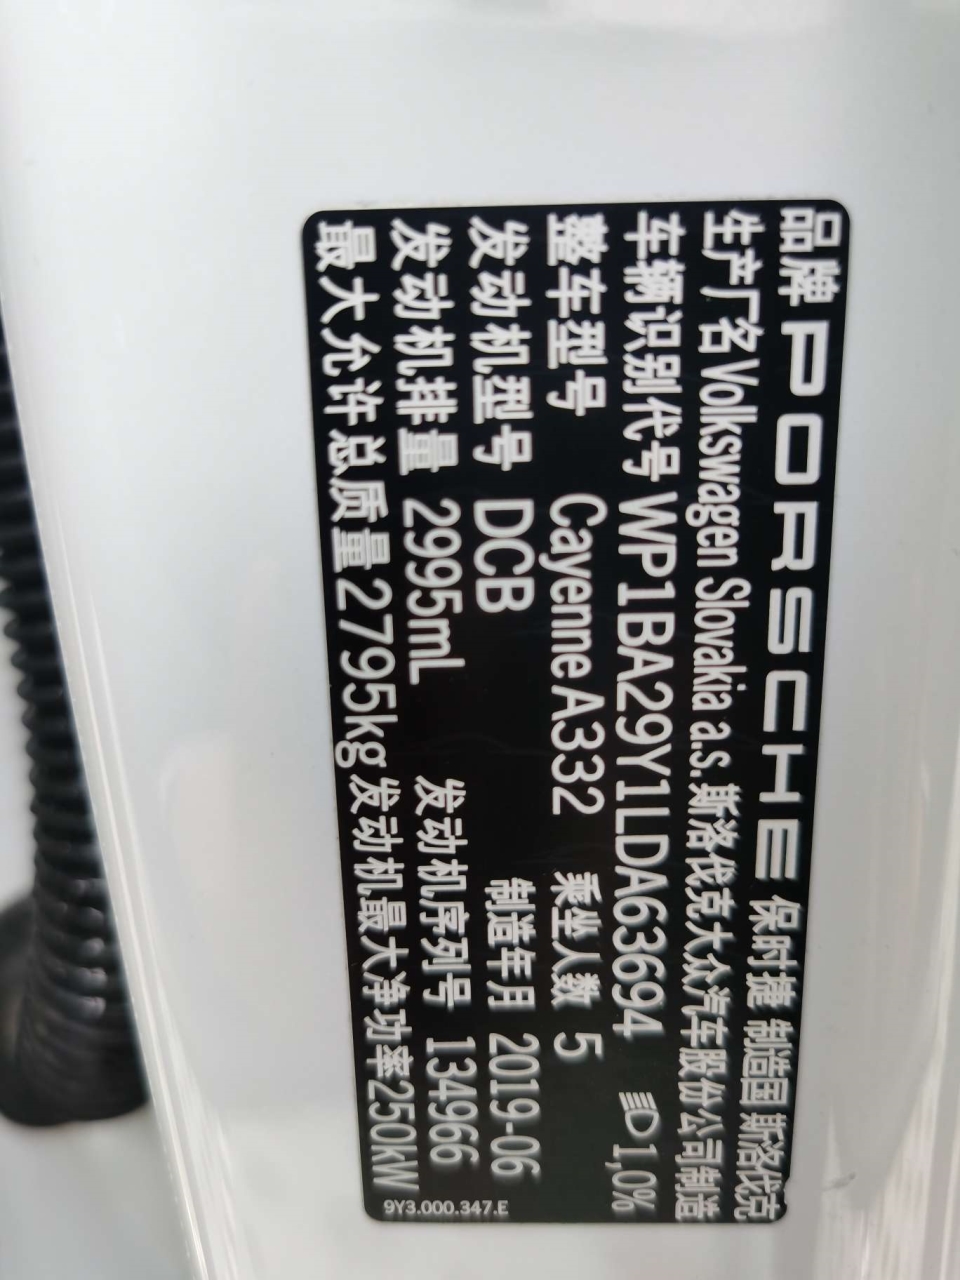 品牌 PORSCHE 保时捷 制造国 斯洛伐克
生产厂名 Volkswagen Slovakia a.s. 斯洛伐克大众汽车股份公司制造
车辆识别代号 WP1BA29Y1LDA63694 1,0%
整车型号 Cayenne A332 乘坐人数 5
发动机型号 DCB 制造年月 2019-06
发动机排量 2995mL 发动机序列号 134966
最大允许总质量 2795kg 发动机最大净功率 250kW
9Y3.000.347.E